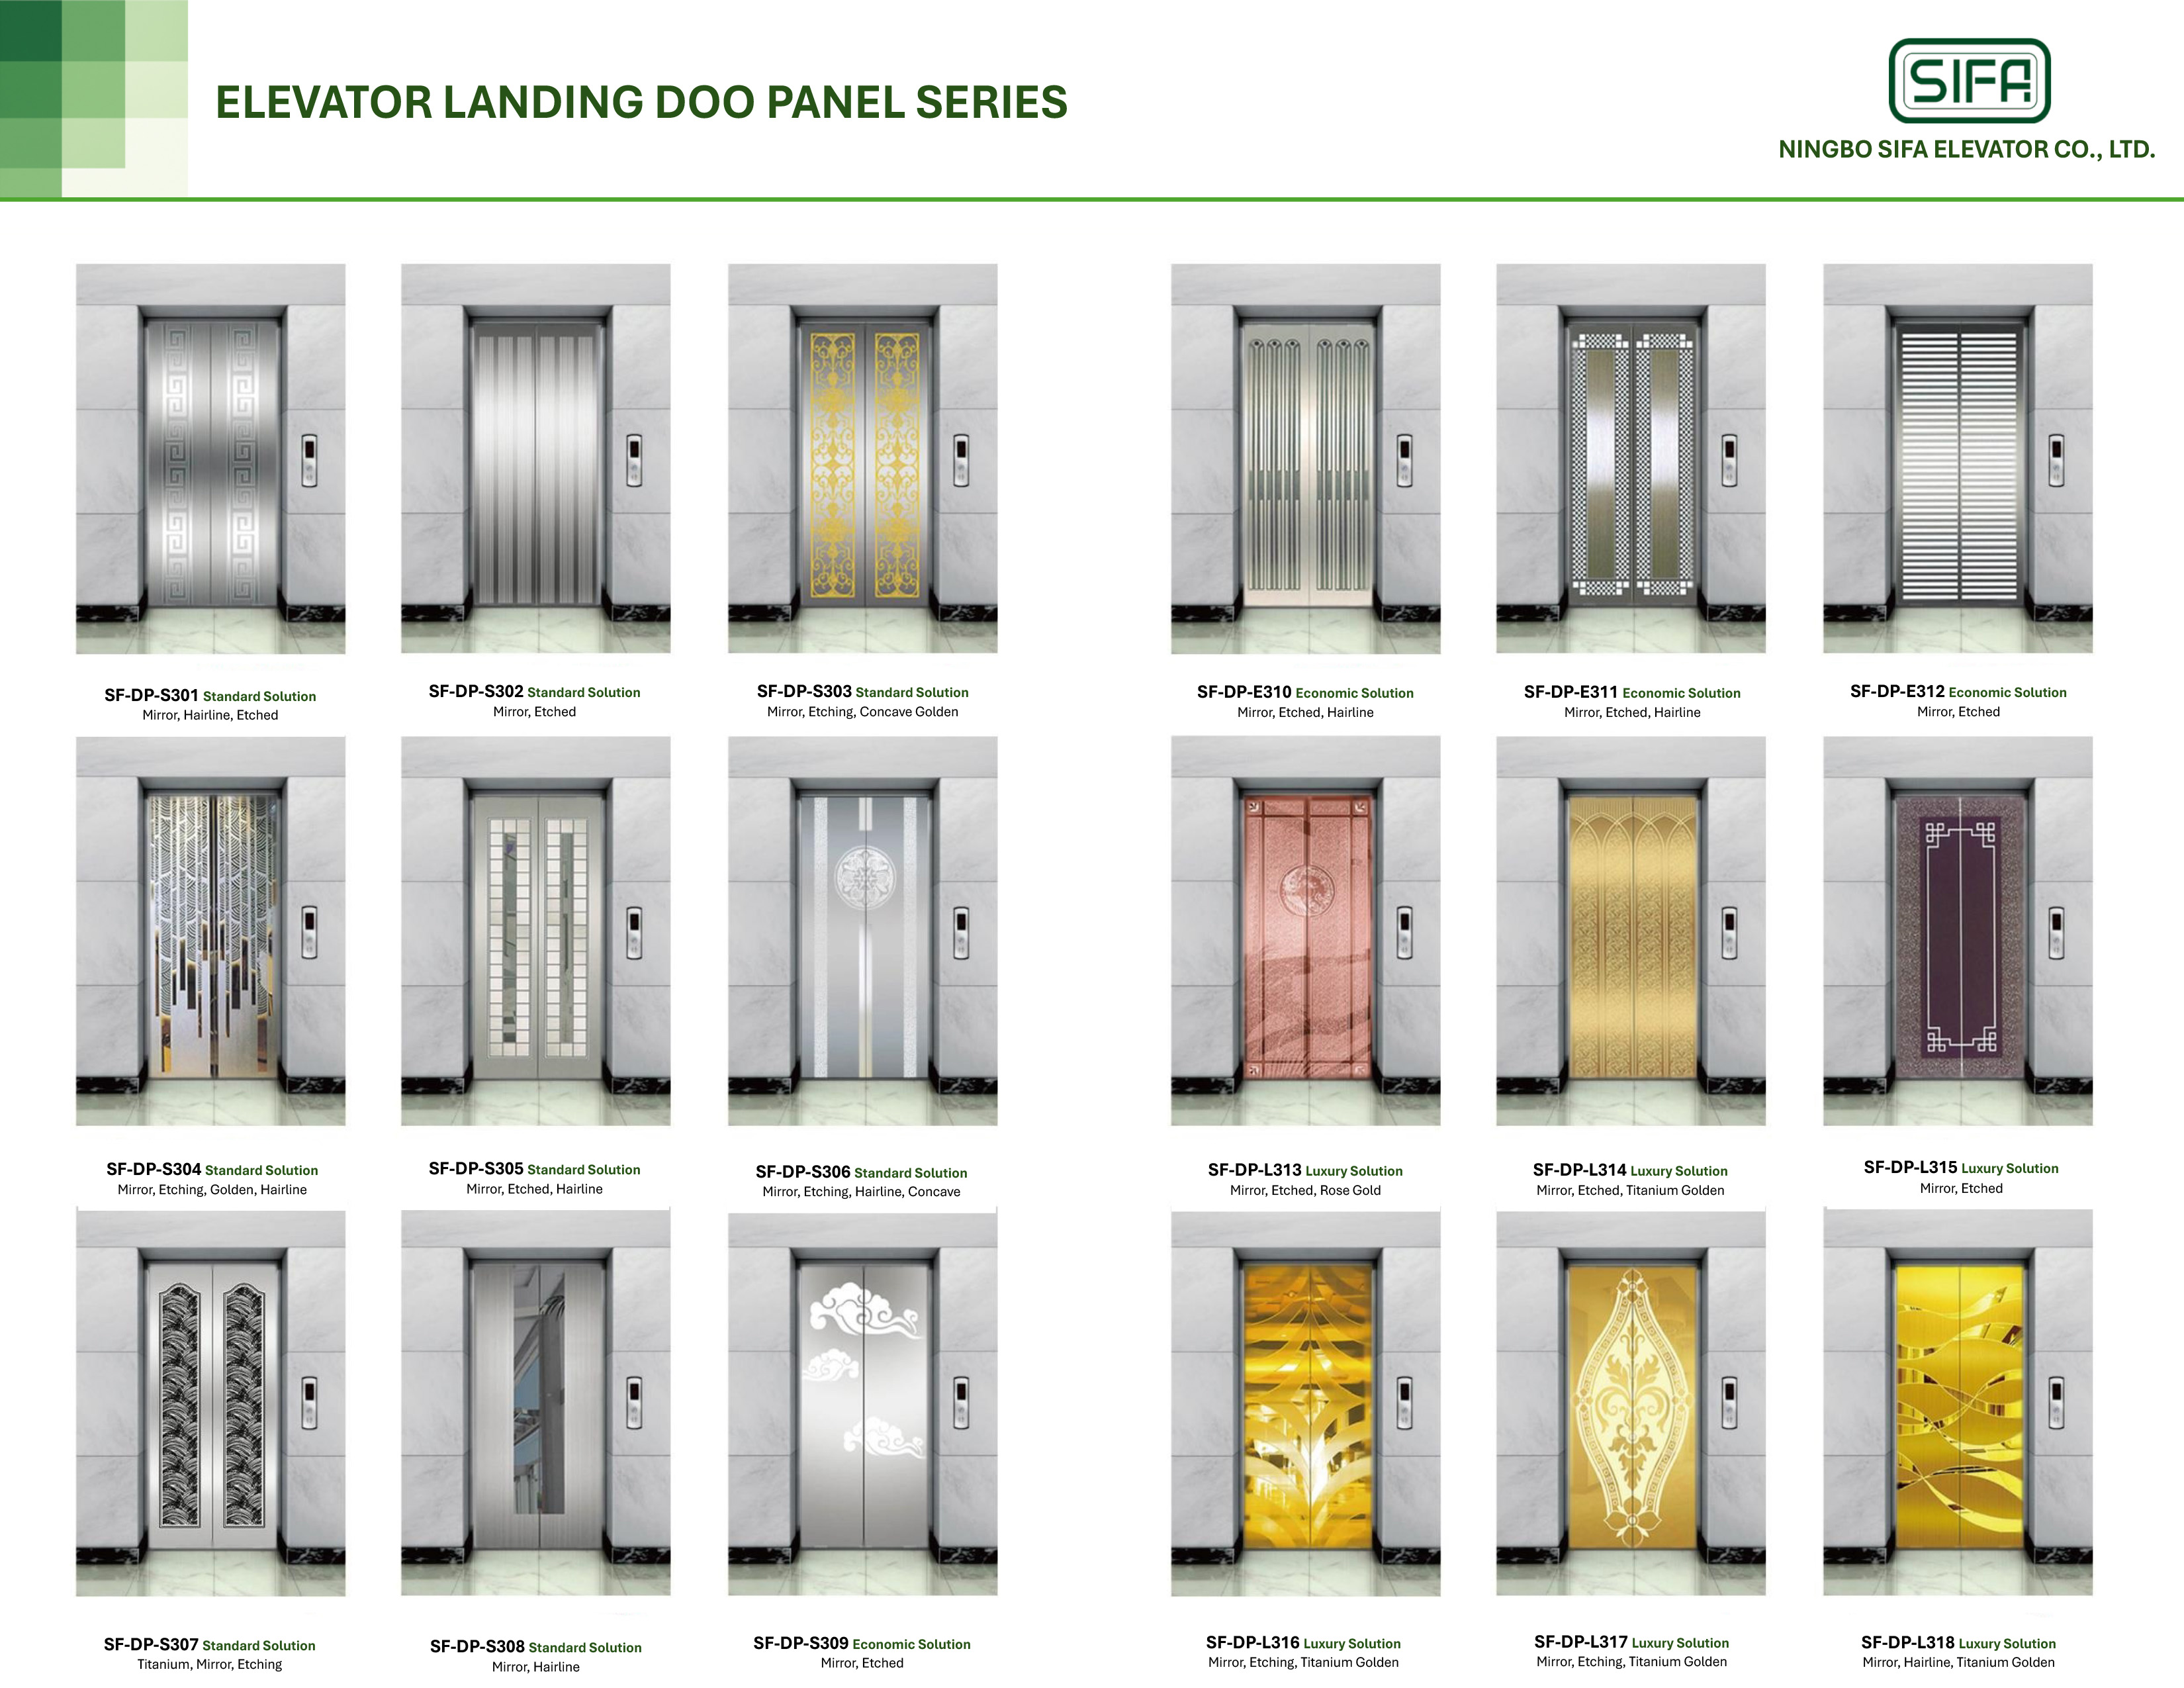 ELEVATOR LANDING DOO PANEL SERIES
SIFA
NINGBO SIFA ELEVATOR CO., LTD.
SF-DP-S301 Standard Solution
Mirror, Hairline, Etched
SF-DP-S302 Standard Solution
Mirror, Etched
SF-DP-S303 Standard Solution
Mirror, Etching, Concave Golden
SF-DP-E310 Economic Solution
Mirror, Etched, Hairline
SF-DP-E311 Economic Solution
Mirror, Etched, Hairline
SF-DP-E312 Economic Solution
Mirror, Etched
SF-DP-S304 Standard Solution
Mirror, Etching, Golden, Hairline
SF-DP-S305 Standard Solution
Mirror, Etched, Hairline
SF-DP-S306 Standard Solution
Mirror, Etching, Hairline, Concave
SF-DP-L313 Luxury Solution
Mirror, Etched, Rose Gold
SF-DP-L314 Luxury Solution
Mirror, Etched, Titanium Golden
SF-DP-L315 Luxury Solution
Mirror, Etched
SF-DP-S307 Standard Solution
Titanium, Mirror, Etching
SF-DP-S308 Standard Solution
Mirror, Hairline
SF-DP-S309 Economic Solution
Mirror, Etched
SF-DP-L316 Luxury Solution
Mirror, Etching, Titanium Golden
SF-DP-L317 Luxury Solution
Mirror, Etching, Titanium Golden
SF-DP-L318 Luxury Solution
Mirror, Hairline, Titanium Golden